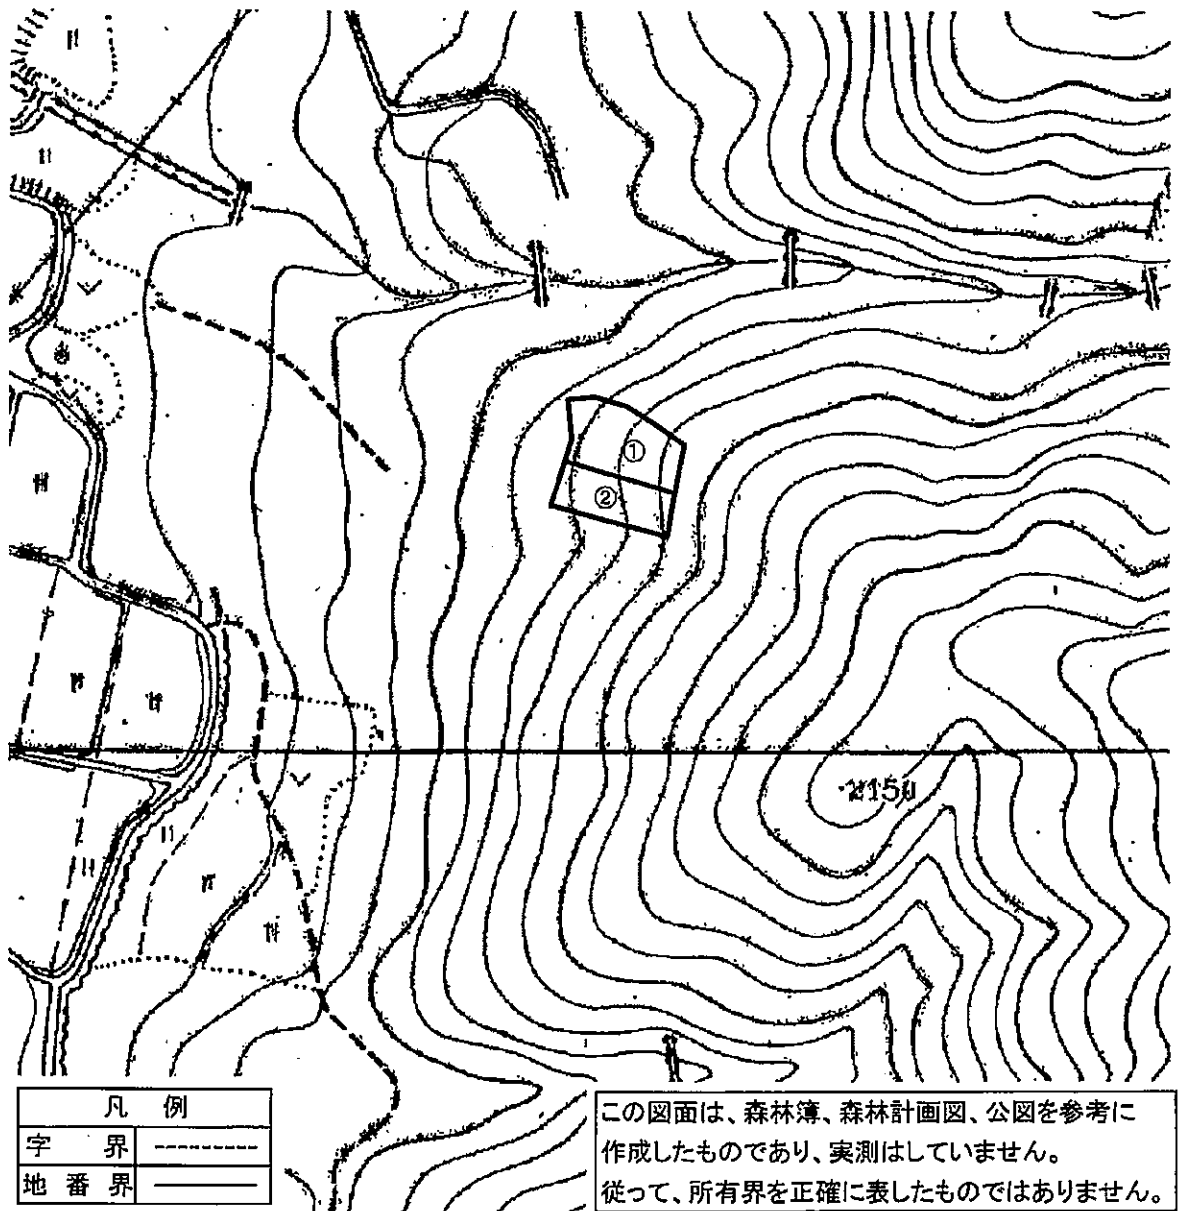 ①
②
凡 例
字 界
地 番 界
この図面は、森林簿、森林計画図、公図を参考に
作成したものであり、実測はしていません。
従って、所有界を正確に表したものではありません。